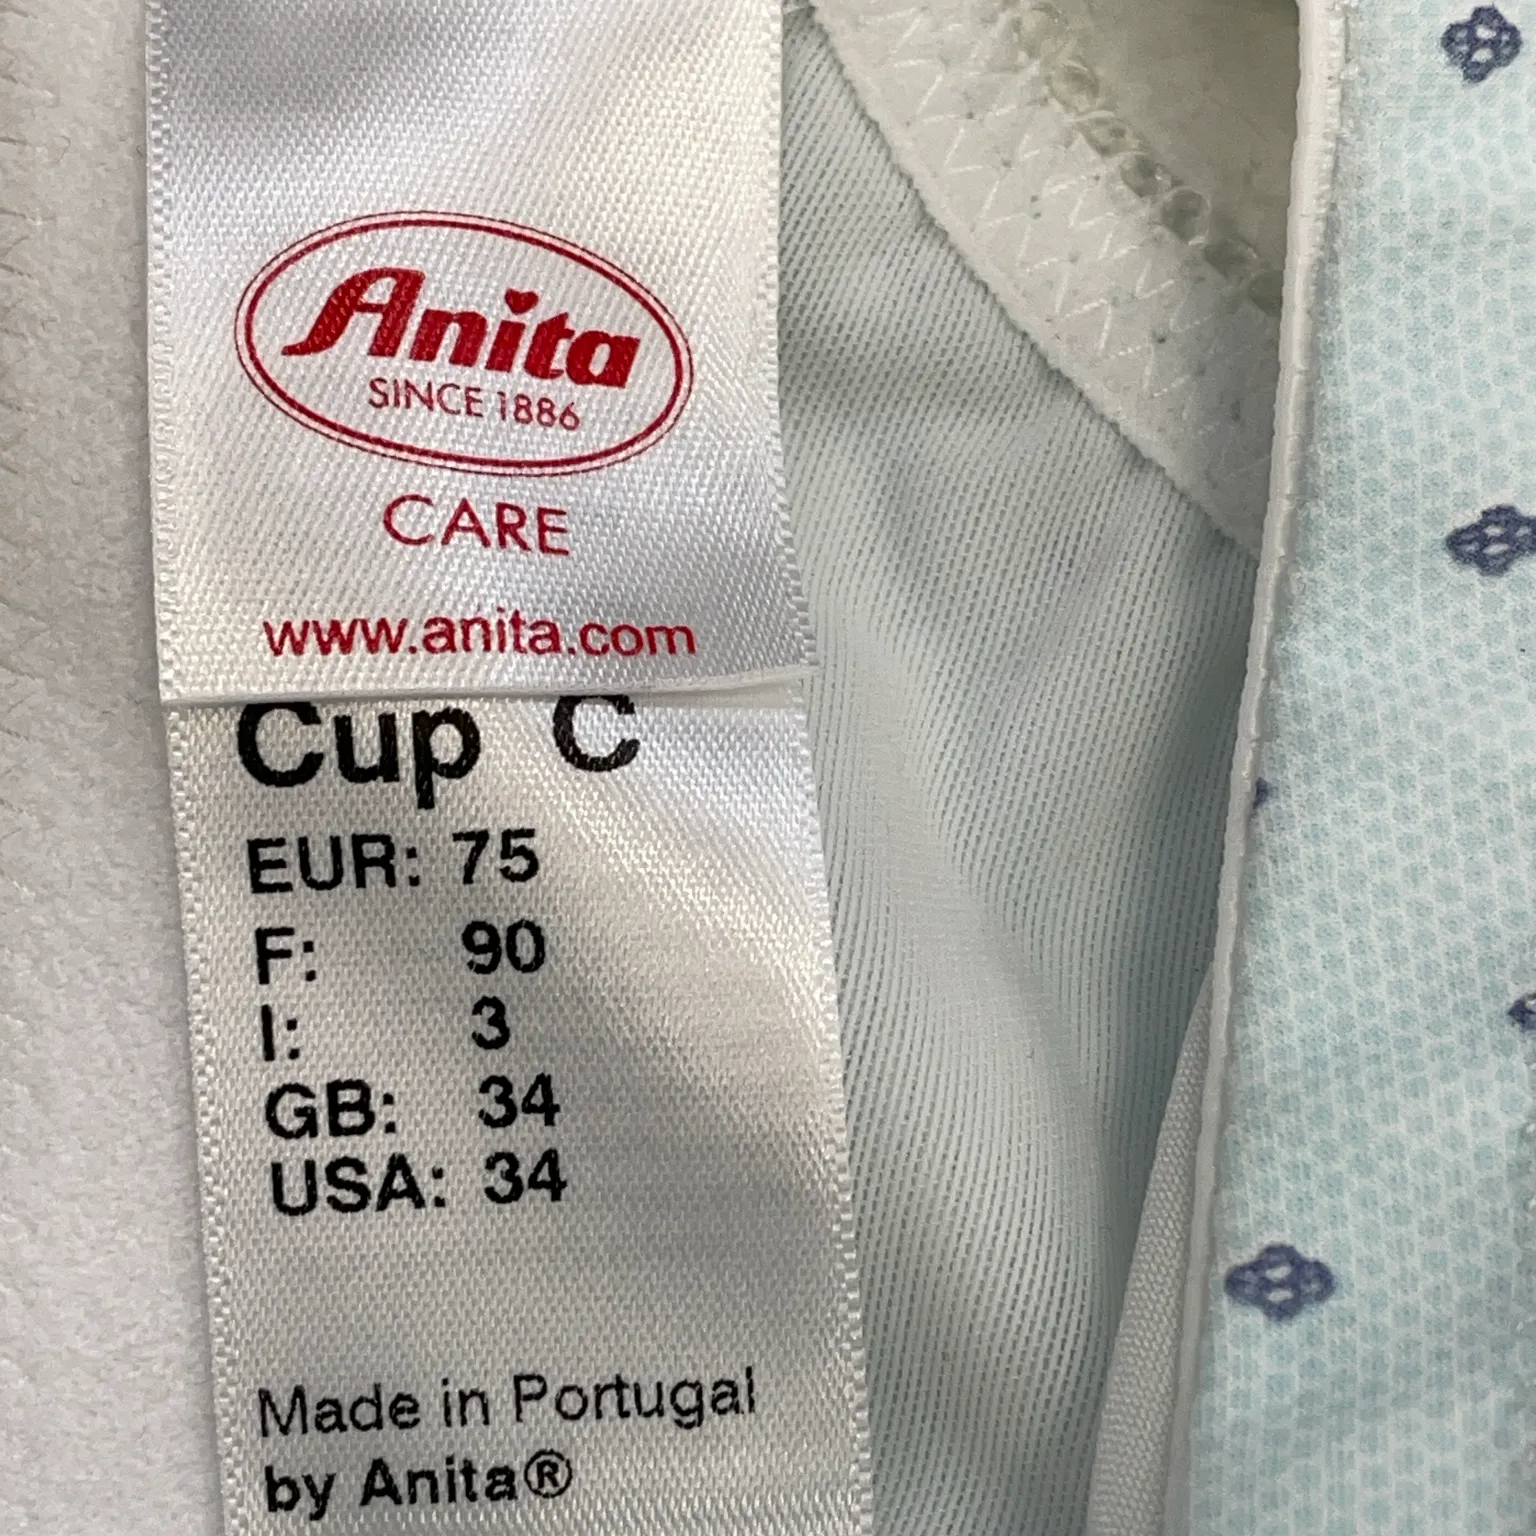 Anita
SINCE 1886
CARE
www.anita.com
Cup C
EUR: 75
F: 90
I: 3
GB: 34
USA: 34
Made in Portugal
by Anita®